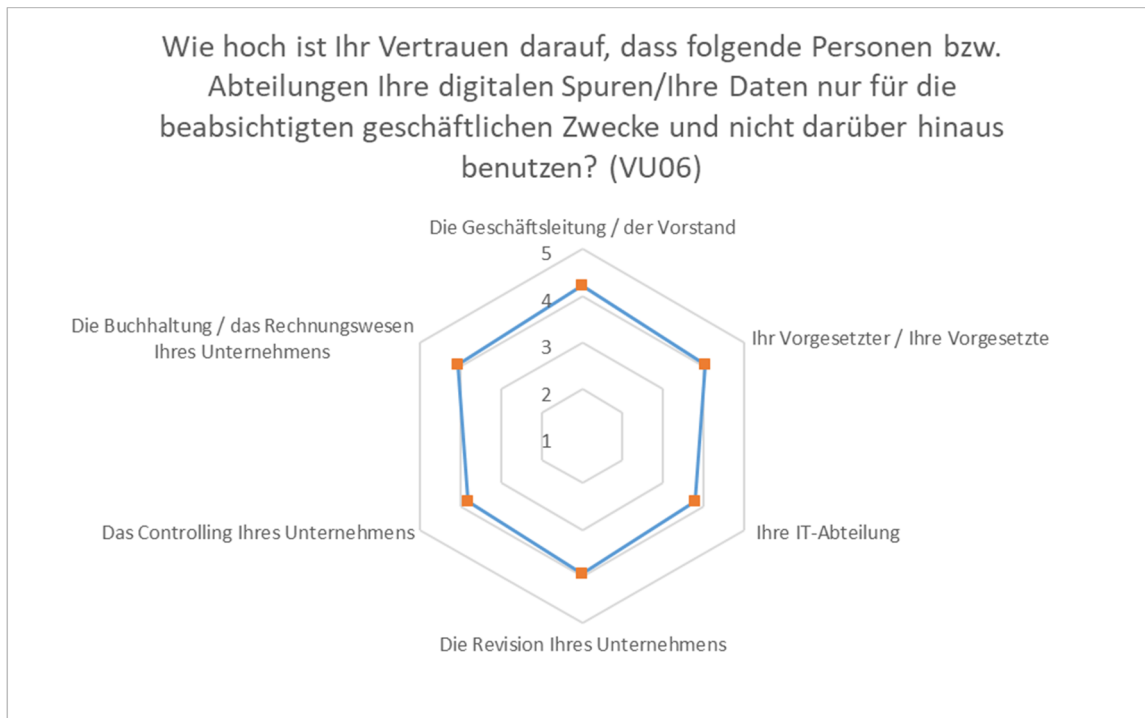 Wie hoch ist Ihr Vertrauen darauf, dass folgende Personen bzw.
Abteilungen Ihre digitalen Spuren/Ihre Daten nur für die
beabsichtigten geschäftlichen Zwecke und nicht darüber hinaus
benutzen? (VU06)
Die Geschäftsleitung / der Vorstand
5
4
3
2
1
Die Buchhaltung / das Rechnungswesen
Ihres Unternehmens
Ihr Vorgesetzter / Ihre Vorgesetzte
Das Controlling Ihres Unternehmens
Ihre IT-Abteilung
Die Revision Ihres Unternehmens